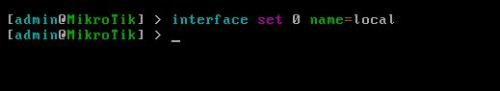 [admin@MikroTik] > interface set 0 name=local
[admin@MikroTik] > _